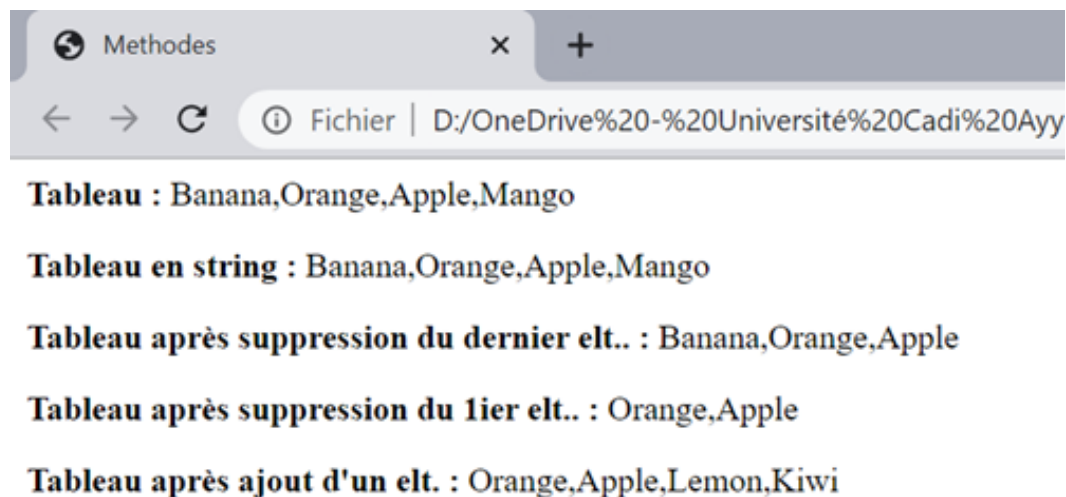 Methodes
Fichier | D:/OneDrive%20-%20Université%20Cadi%20Ayy
Tableau : Banana,Orange,Apple,Mango
Tableau en string : Banana,Orange,Apple,Mango
Tableau après suppression du dernier elt.. : Banana,Orange,Apple
Tableau après suppression du 1ier elt.. : Orange,Apple
Tableau après ajout d'un elt. : Orange,Apple,Lemon,Kiwi